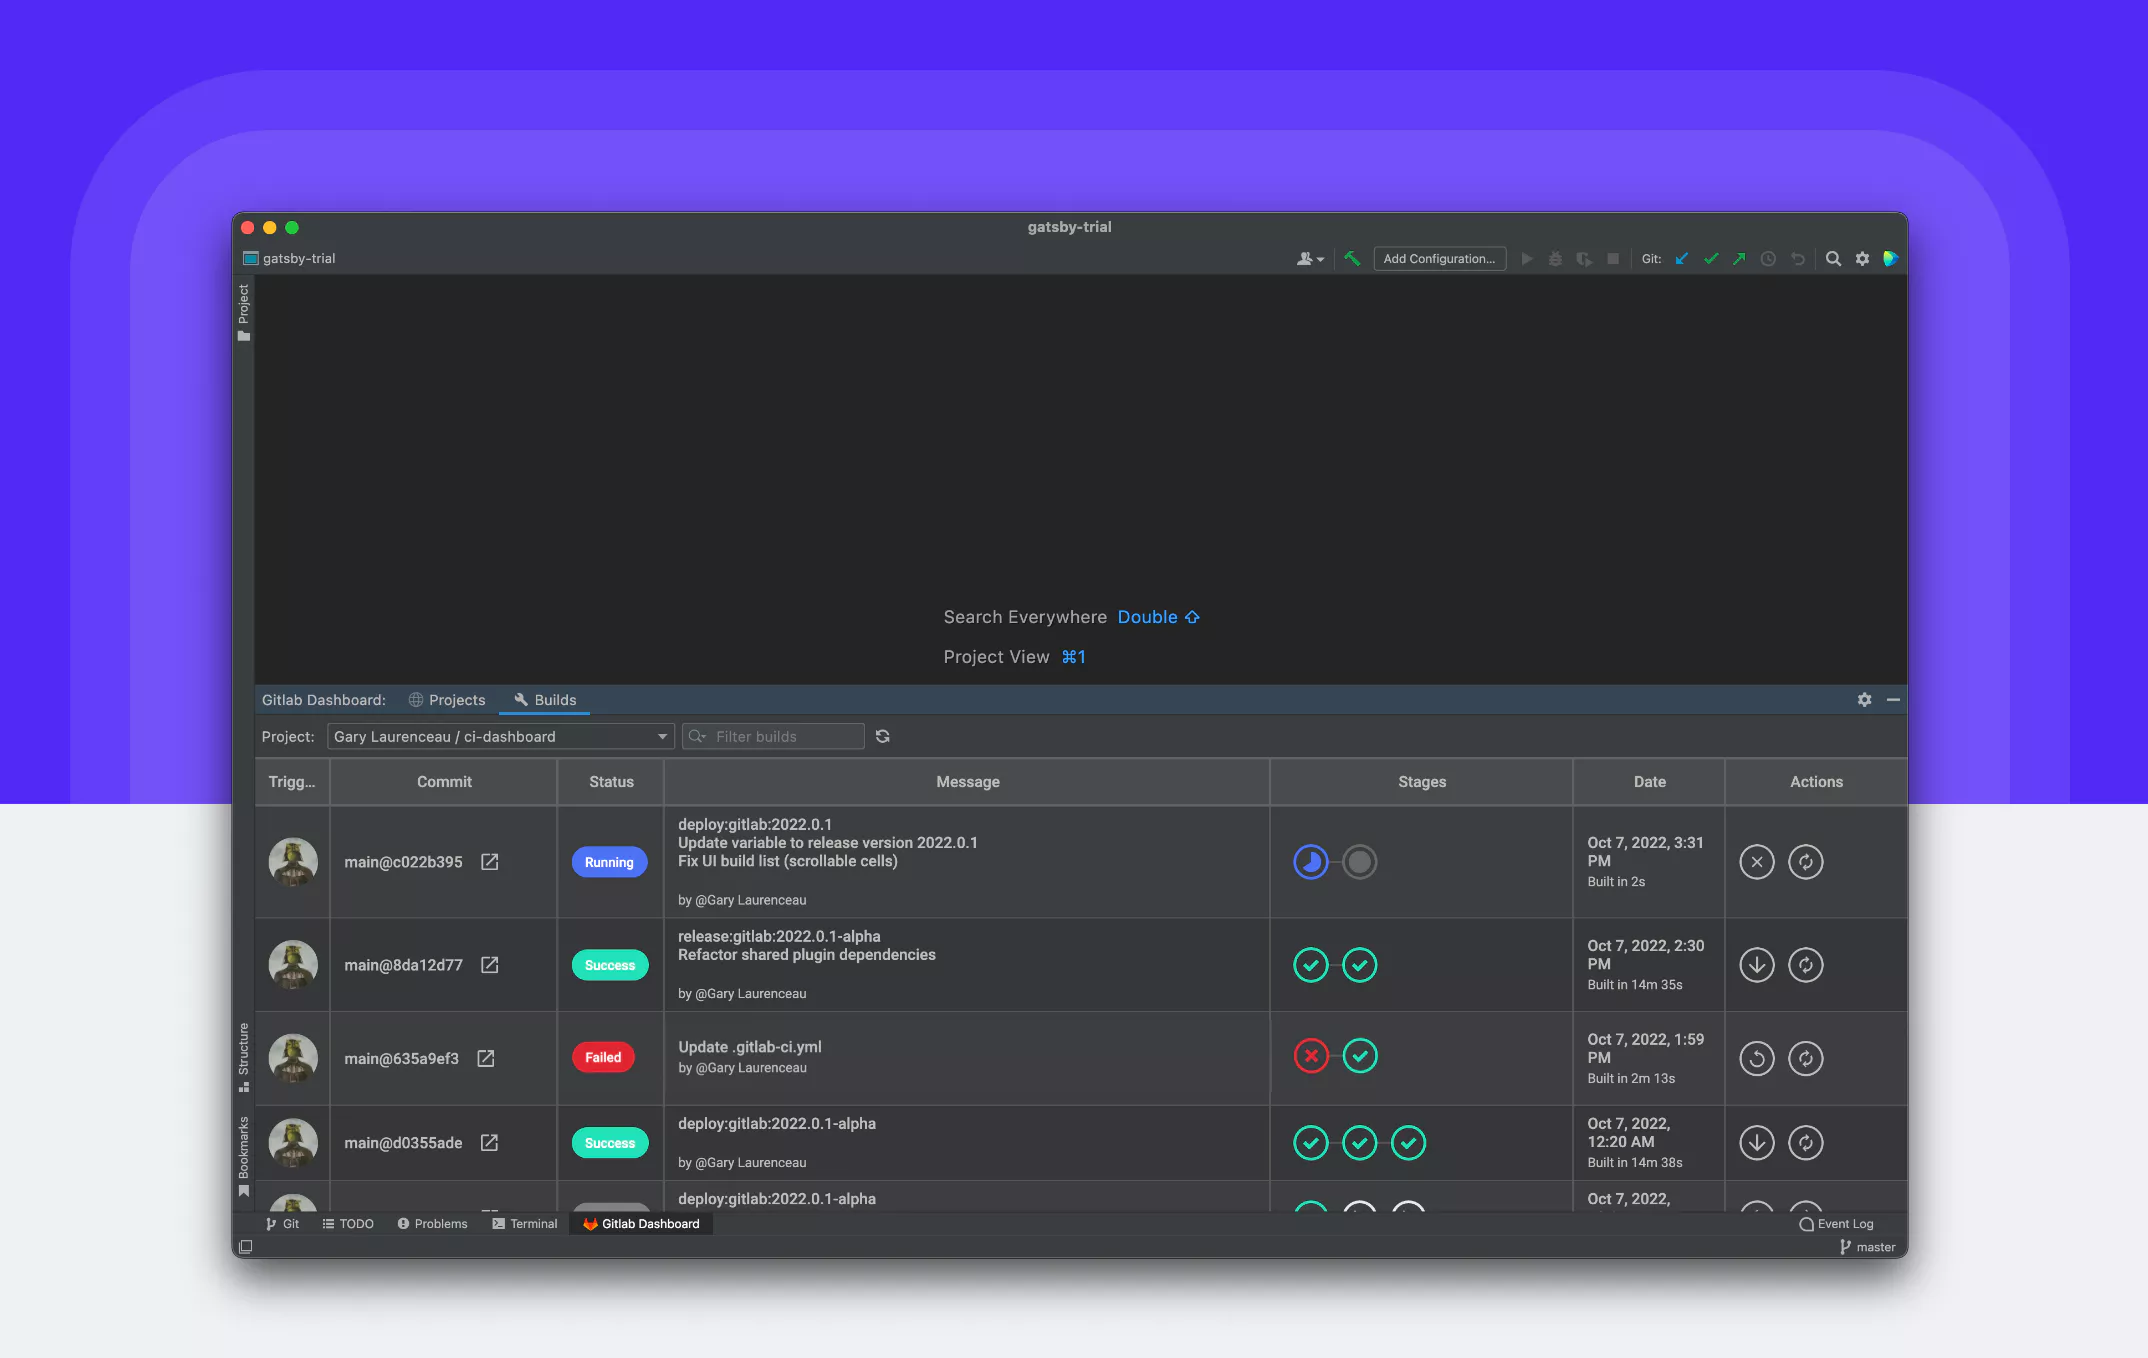 gatsby-trial
gatsby-trial
Add Configuration...
Git:
Project
Search Everywhere Double ⇧
Project View ⌘1
Gitlab Dashboard: Projects Builds
Project: Gary Laurenceau / ci-dashboard Filter builds
Trigg... Commit Status Message Stages Date Actions
main@c022b395
Running
deploy:gitlab:2022.0.1
Update variable to release version 2022.0.1
Fix UI build list (scrollable cells)
by @Gary Laurenceau
Oct 7, 2022, 3:31
PM
Built in 2s
main@8da12d77
Success
release:gitlab:2022.0.1-alpha
Refactor shared plugin dependencies
by @Gary Laurenceau
Oct 7, 2022, 2:30
PM
Built in 14m 35s
main@635a9ef3
Failed
Update .gitlab-ci.yml
by @Gary Laurenceau
Oct 7, 2022, 1:59
PM
Built in 2m 13s
main@d0355ade
Success
deploy:gitlab:2022.0.1-alpha
by @Gary Laurenceau
Oct 7, 2022,
12:20 AM
Built in 14m 38s
deploy:gitlab:2022.0.1-alpha
Oct 7, 2022,
Structure
Bookmarks
Git TODO Problems Terminal Gitlab Dashboard Event Log
master